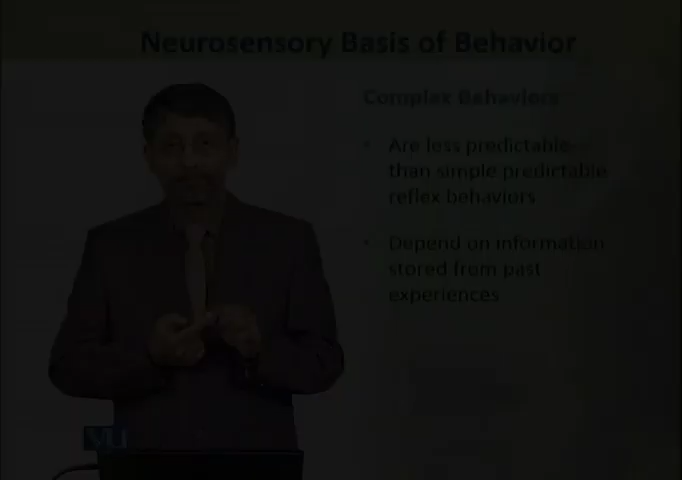 Neurosensory Basis of Behavior
Complex Behaviors
• Are less predictable
than simple predictable
reflex behaviors
• Depend on information
stored from past
experiences
VU